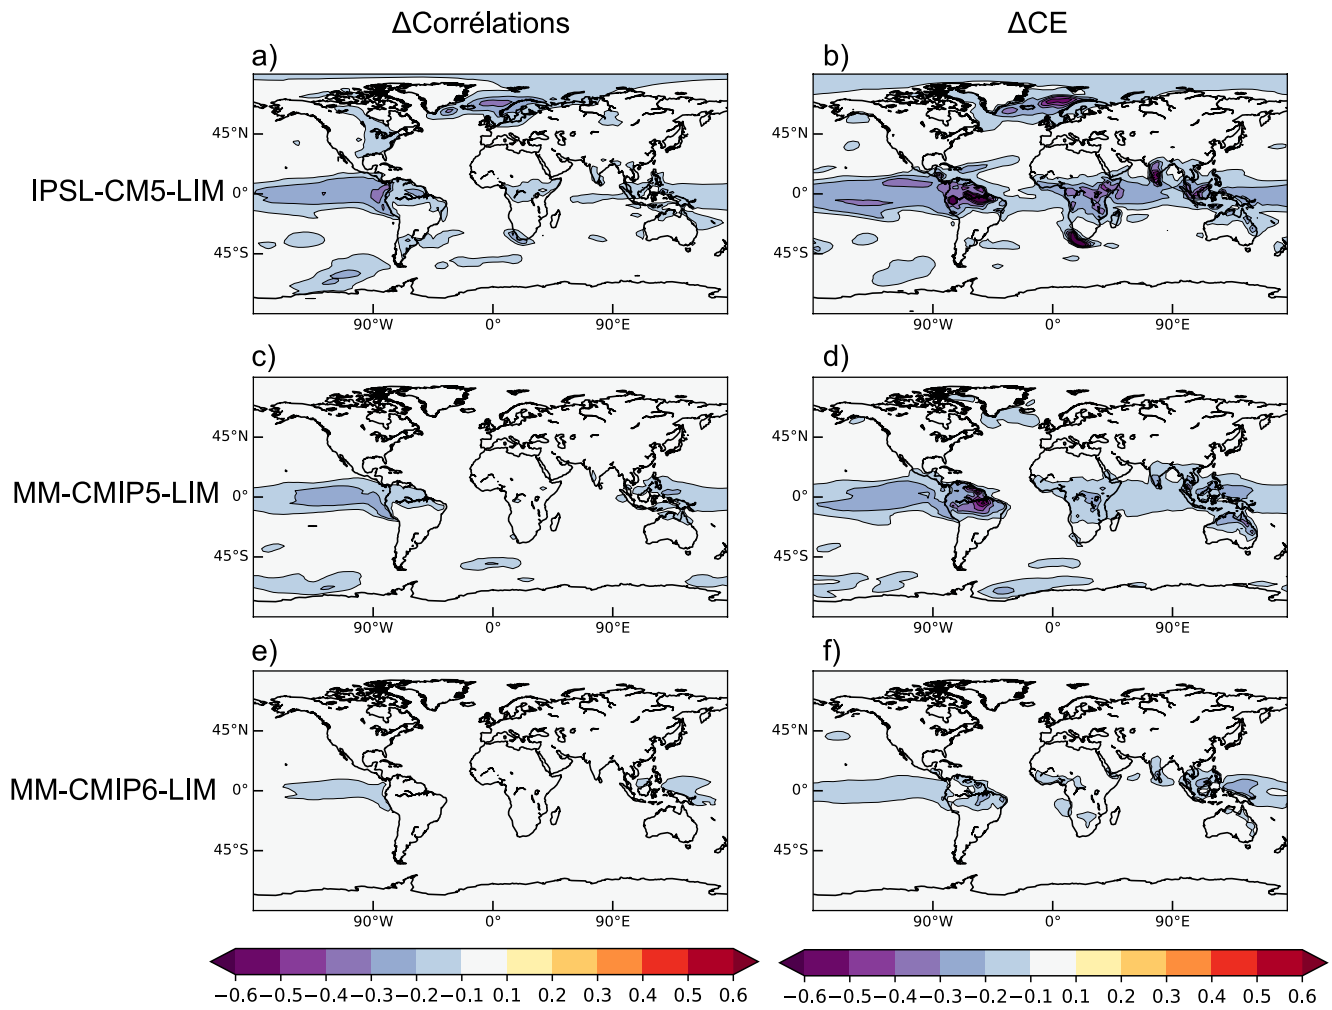 ΔCorrélations ΔCE
a) b)
IPSL-CM5-LIM
45°N 45°N
0° 0°
45°S 45°S
90°W 0° 90°E 90°W 0° 90°E
c) d)
MM-CMIP5-LIM
45°N 45°N
0° 0°
45°S 45°S
90°W 0° 90°E 90°W 0° 90°E
e) f)
MM-CMIP6-LIM
45°N 45°N
0° 0°
45°S 45°S
90°W 0° 90°E 90°W 0° 90°E
−0.6 −0.5 −0.4 −0.3 −0.2 −0.1 0.1 0.2 0.3 0.4 0.5 0.6 −0.6 −0.5 −0.4 −0.3 −0.2 −0.1 0.1 0.2 0.3 0.4 0.5 0.6